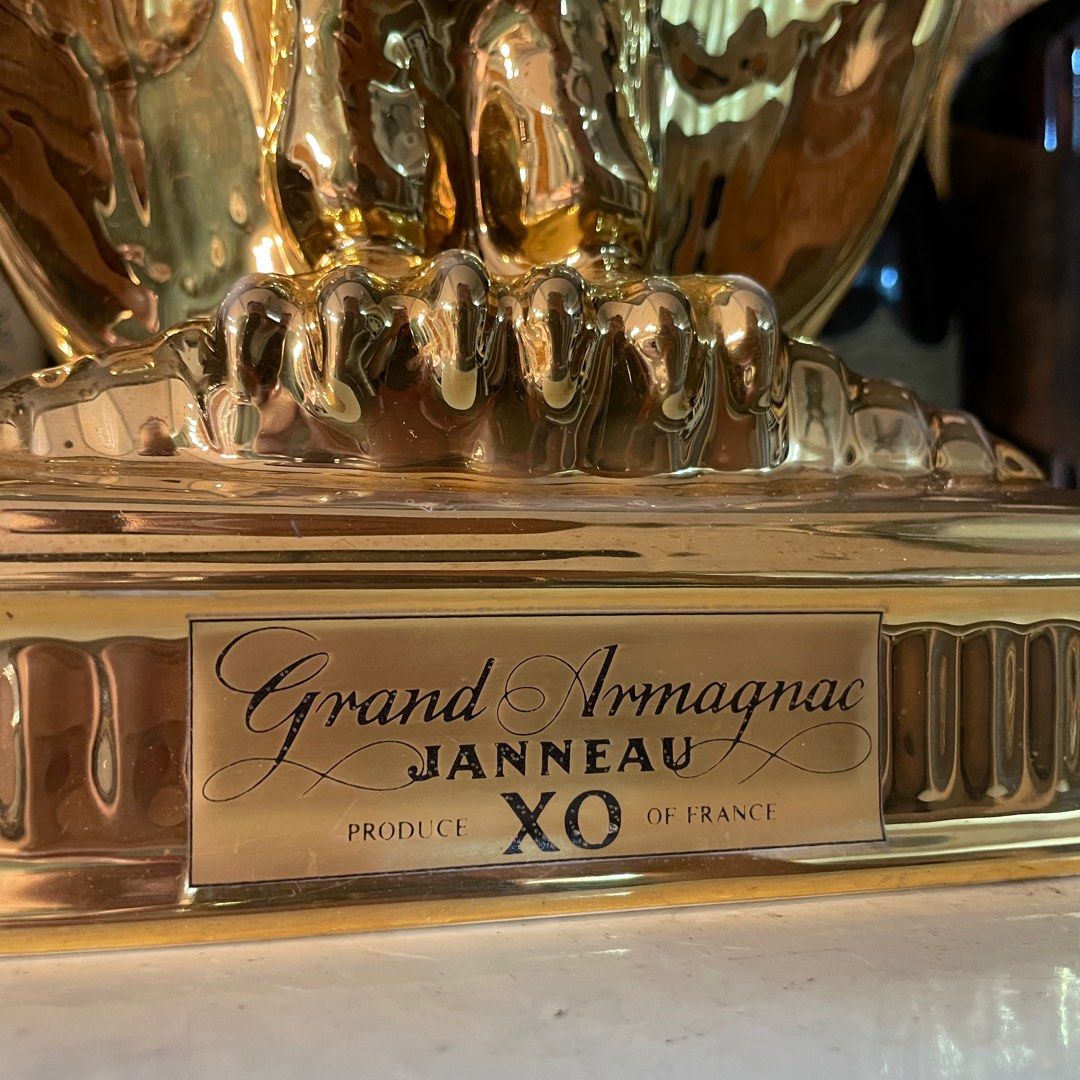 Grand Armagnac
JANNEAU
PRODUCE XO OF FRANCE